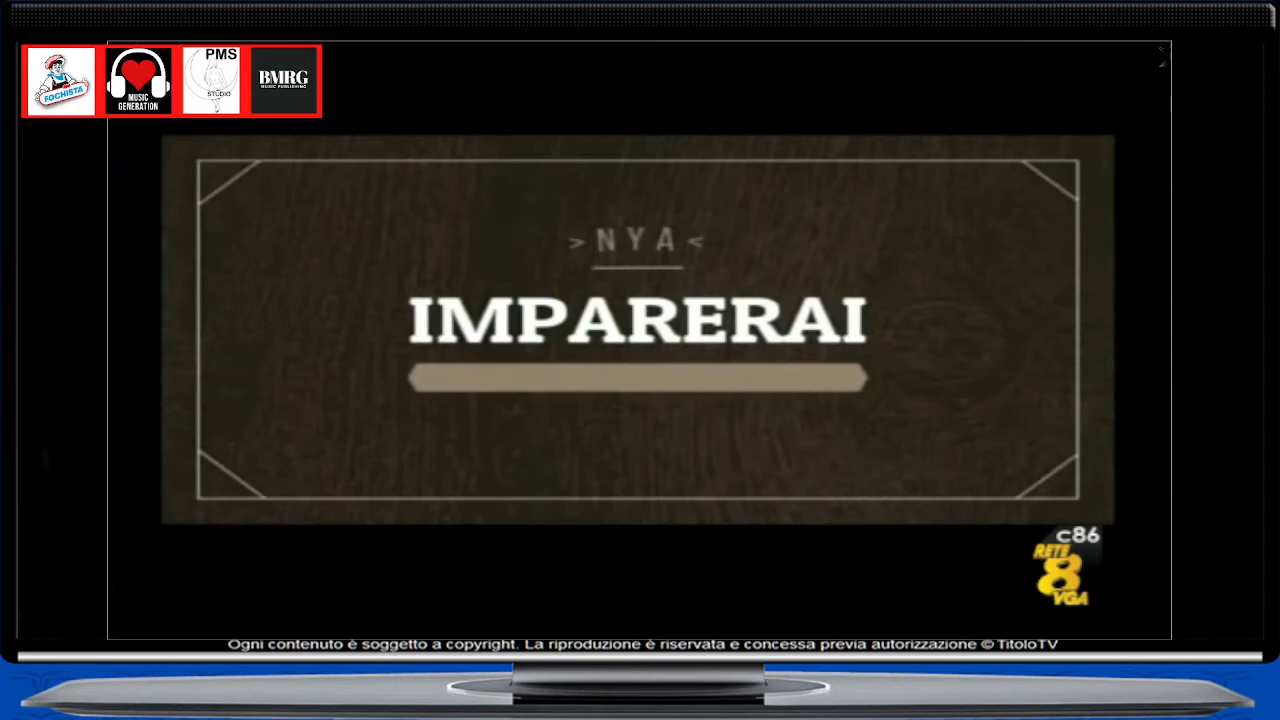 FOCHISTA
MUSIC
GENERATION
PMS
STUDIO
BMRG
MUSIC PUBLISHING
>NYA<
IMPARERAI
c86
RETE
8
VGA
Ogni contenuto è soggetto a copyright. La riproduzione è riservata e concessa previa autorizzazione © TitoloTV